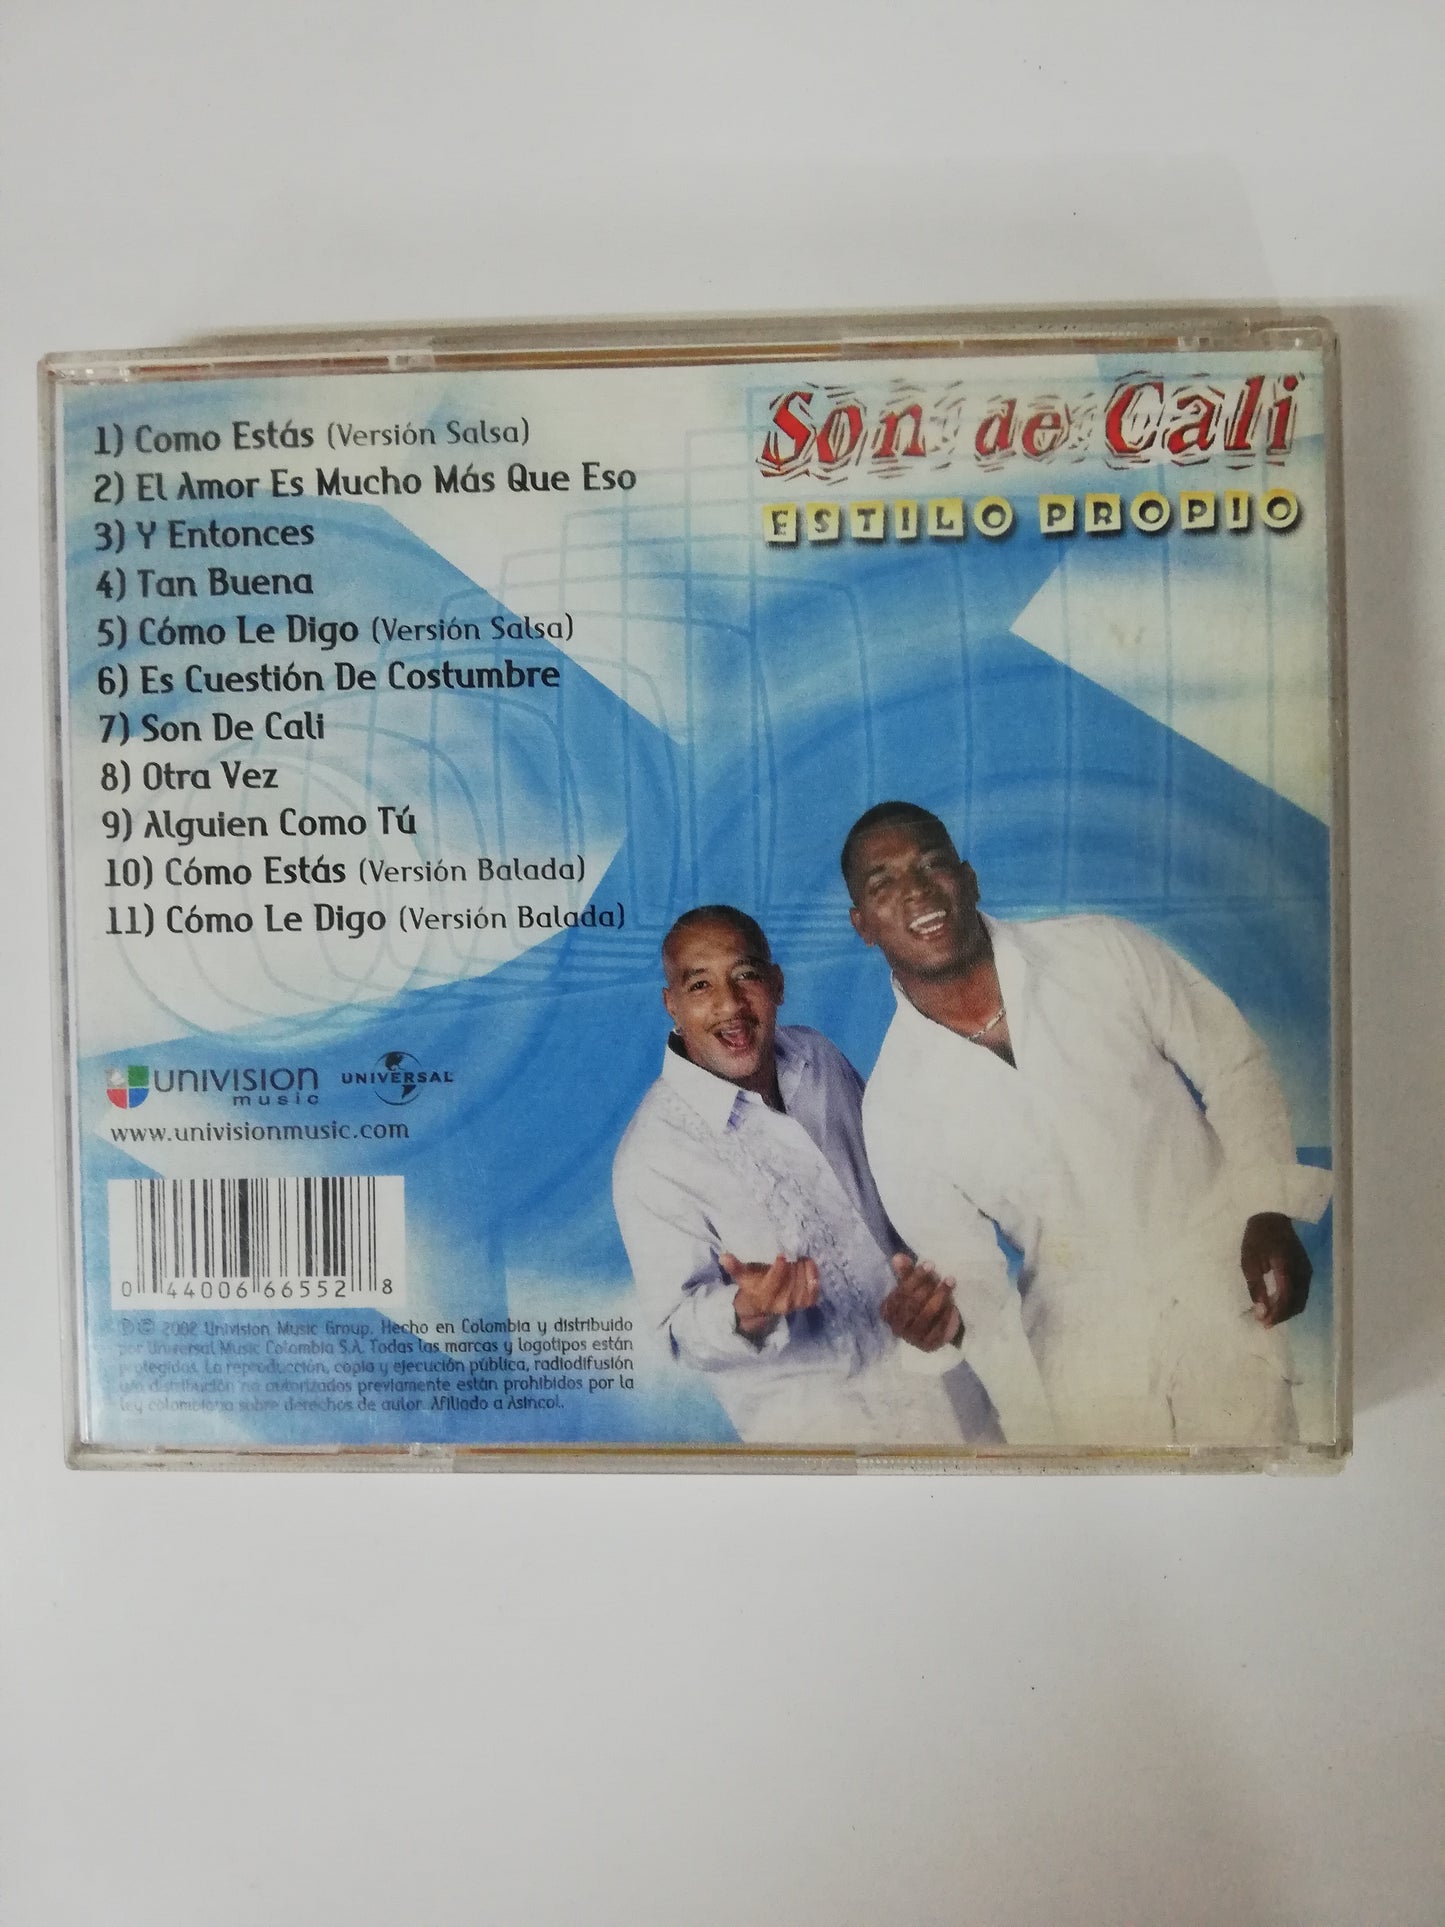 Son de Cali
ESTILO PROPIO
1) Como Estás (Versión Salsa)
2) El Amor Es Mucho Más Que Eso
3) Y Entonces
4) Tan Buena
5) Cómo Le Digo (Versión Salsa)
6) Es Cuestión De Costumbre
7) Son De Cali
8) Otra Vez
9) Alguien Como Tú
10) Cómo Estás (Versión Balada)
11) Cómo Le Digo (Versión Balada)
UNIVISION UNIVERSAL
music
www.univisionmusic.com
0 44006 66552 8
℗ © 2002 Univision Music Group. Hecho en Colombia y distribuido
por Universal Music Colombia S.A. Todas las marcas y logotipos están
protegidos. La reproducción, copia y ejecución pública, radiodifusión
y/o distribución no autorizados previamente están prohibidos por la
ley colombiana sobre derechos de autor. Afiliado a Asincol.